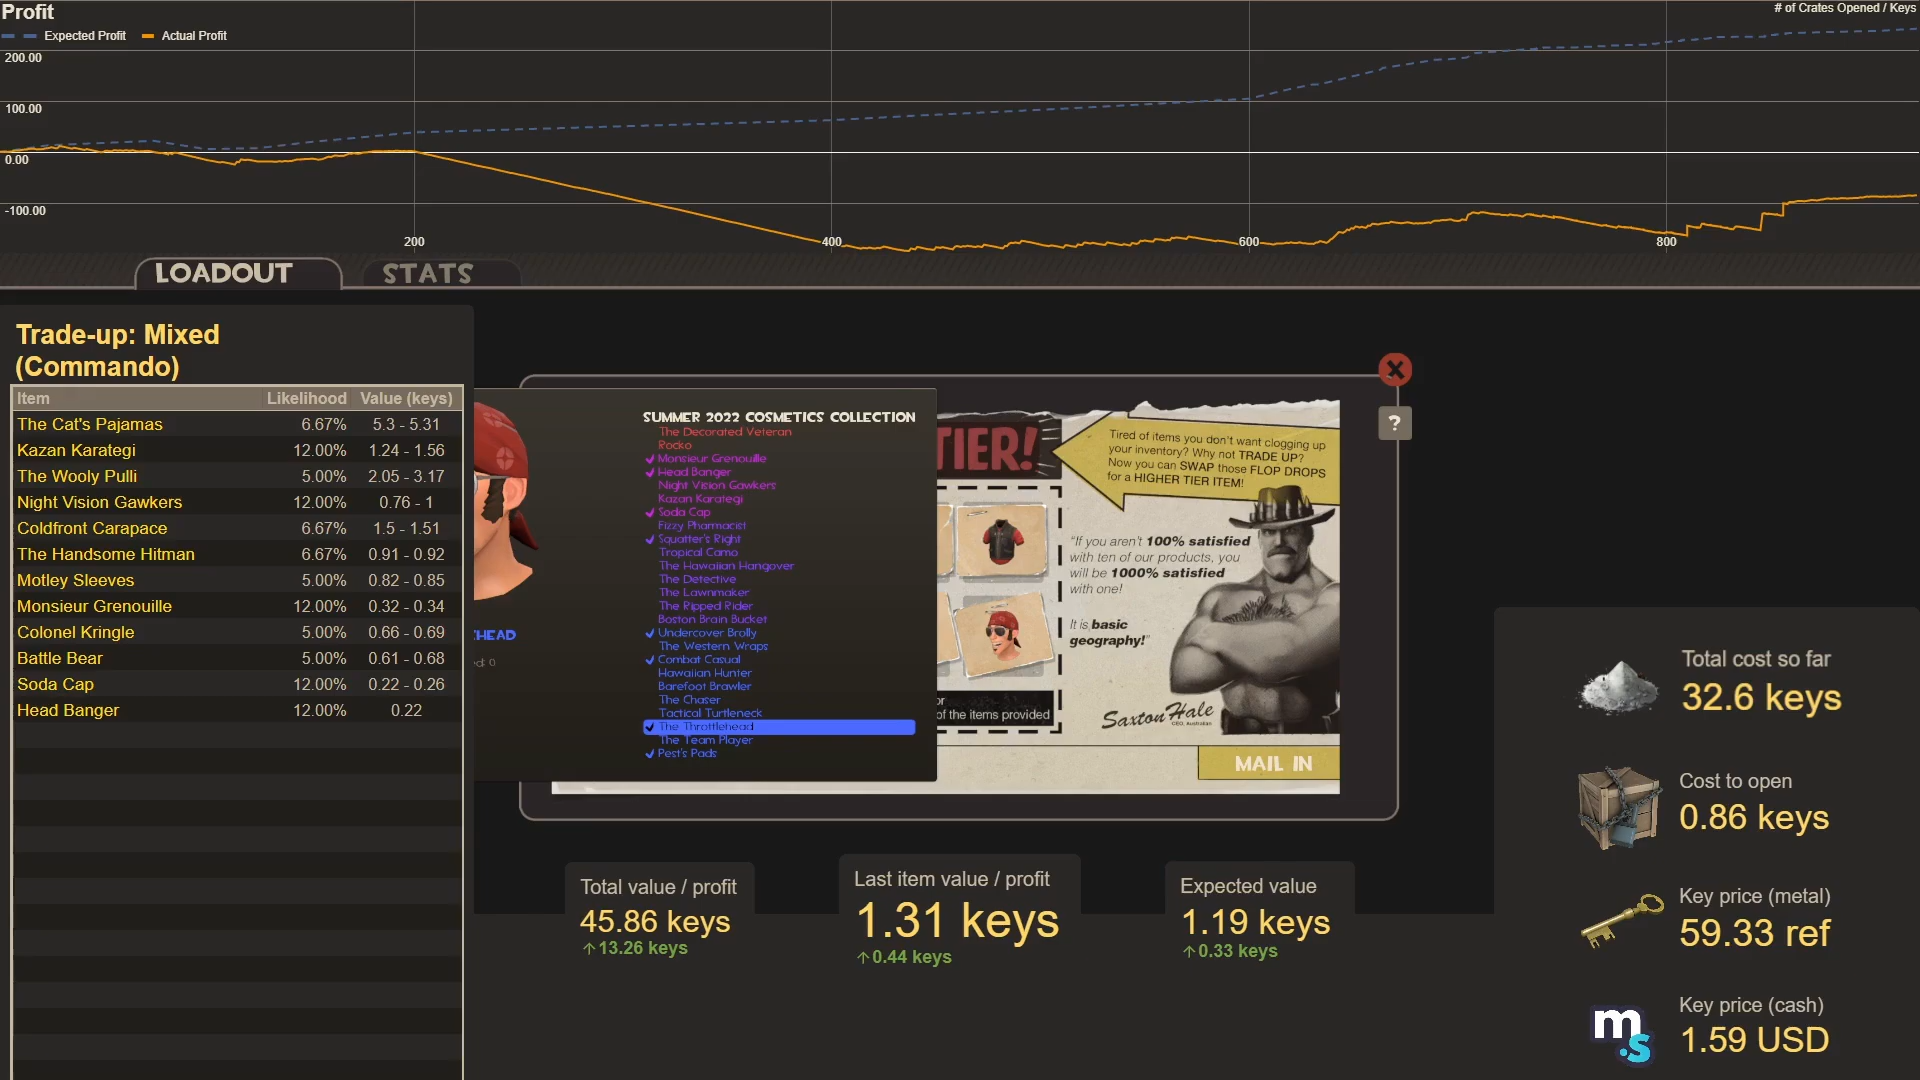 Profit
# of Crates Opened / Keys
Expected Profit
Actual Profit
200.00
100.00
0.00
-100.00
200
400
600
800
LOADOUT
STATS
Trade-up: Mixed
(Commando)
Item Likelihood Value (keys)
The Cat's Pajamas 6.67% 5.3 - 5.31
Kazan Karategi 12.00% 1.24 - 1.56
The Wooly Pulli 5.00% 2.05 - 3.17
Night Vision Gawkers 12.00% 0.76 - 1
Coldfront Carapace 6.67% 1.5 - 1.51
The Handsome Hitman 6.67% 0.91 - 0.92
Motley Sleeves 5.00% 0.82 - 0.85
Monsieur Grenouille 12.00% 0.32 - 0.34
Colonel Kringle 5.00% 0.66 - 0.69
Battle Bear 5.00% 0.61 - 0.68
Soda Cap 12.00% 0.22 - 0.26
Head Banger 12.00% 0.22
HEAD
ed: 0
SUMMER 2022 COSMETICS COLLECTION
The Decorated Veteran
Rocko
Monsieur Grenouille
Head Banger
Night Vision Gawkers
Kazan Karategi
Soda Cap
Fizzy Pharmacist
Squatter's Right
Tropical Camo
The Hawaiian Hangover
The Detective
The Lawnmaker
The Ripped Rider
Boston Brain Bucket
Undercover Brolly
The Western Wraps
Combat Casual
Hawaiian Hunter
Barefoot Brawler
The Chaser
Tactical Turtleneck
The Throttlehead
The Team Player
Pest's Pads
TIER!
Tired of items you don't want clogging up
your inventory? Why not TRADE UP?
Now you can SWAP those FLOP DROPS
for a HIGHER TIER ITEM!
"If you aren't 100% satisfied
with ten of our products, you
will be 1000% satisfied
with one!
It is basic
geography!"
or
of the items provided
Saxton Hale
CEO, Australian
MAIL IN
?
Total value / profit
45.86 keys
↑13.26 keys
Last item value / profit
1.31 keys
↑0.44 keys
Expected value
1.19 keys
↑0.33 keys
Total cost so far
32.6 keys
Cost to open
0.86 keys
Key price (metal)
59.33 ref
Key price (cash)
1.59 USD
m.s